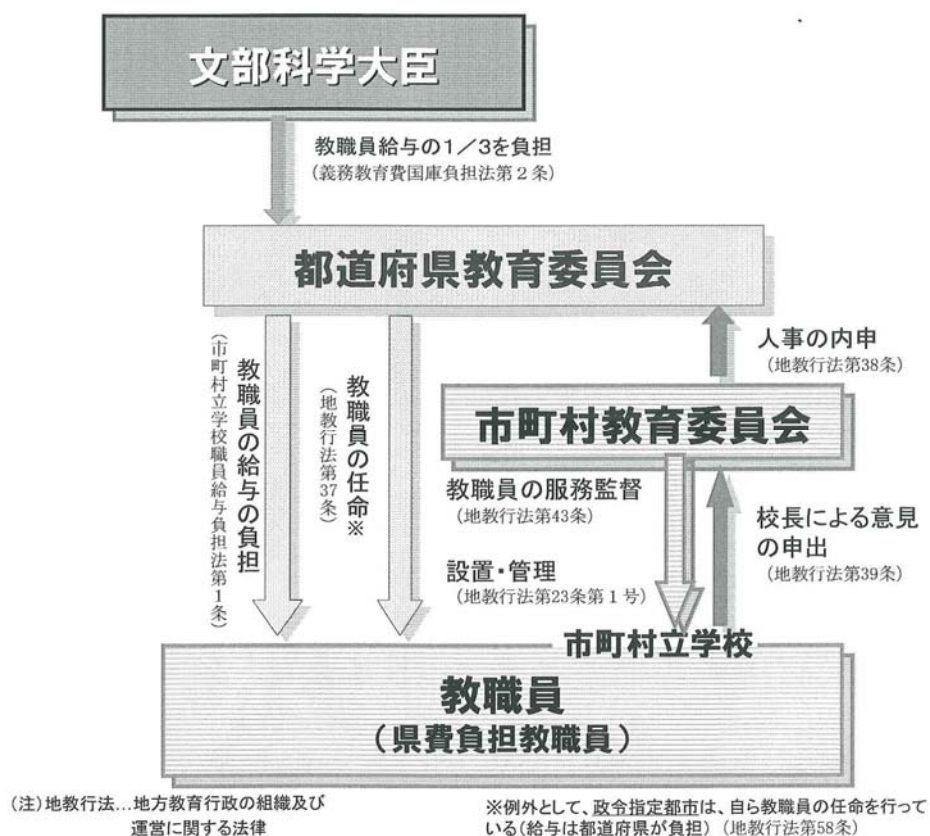 文部科学大臣
教職員給与の1/3を負担
(義務教育費国庫負担法第2条)
都道府県教育委員会
教職員の給与の負担
(市町村立学校職員給与負担法第1条)
教職員の任命※
(地教行法第37条)
人事の内申
(地教行法第38条)
市町村教育委員会
教職員の服務監督
(地教行法第43条)
設置・管理
(地教行法第23条第1号)
校長による意見
の申出
(地教行法第39条)
市町村立学校
教職員
(県費負担教職員)
(注)地教行法…地方教育行政の組織及び
運営に関する法律
※例外として、政令指定都市は、自ら教職員の任命を行って
いる(給与は都道府県が負担) (地教行法第58条)